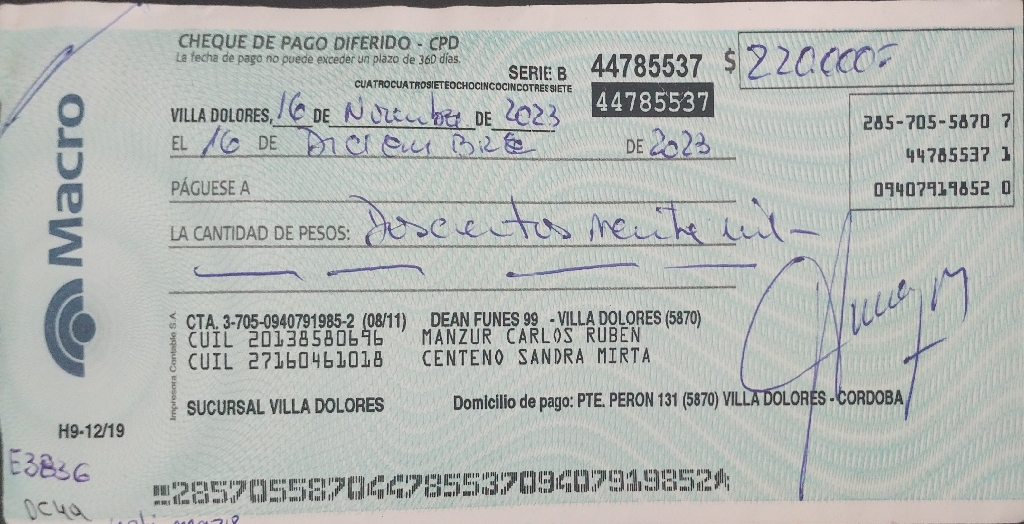 CHEQUE DE PAGO DIFERIDO - CPD
La fecha de pago no puede exceder un plazo de 360 días.
SERIE B 44785537 $ 220.000=
CUATROCUATROSIETEOCHOCINCOCINCOTRESSIETE
44785537
VILLA DOLORES, 16 DE Noviembre DE 2023
EL 16 DE DiciemBRE DE 2023
285-705-5870 7
44785537 1
09407919852 0
PÁGUESE A
LA CANTIDAD DE PESOS: Doscientos veinte mil —
Macro
Impresora Contable S.A
CTA. 3-705-0940791985-2 (08/11) DEAN FUNES 99 - VILLA DOLORES (5870)
CUIL 20138580696 MANZUR CARLOS RUBEN
CUIL 27160461018 CENTENO SANDRA MIRTA
SUCURSAL VILLA DOLORES Domicilio de pago: PTE. PERON 131 (5870) VILLA DOLORES - CORDOBA
H9-12/19
E3B36
28570558704478553709407919852